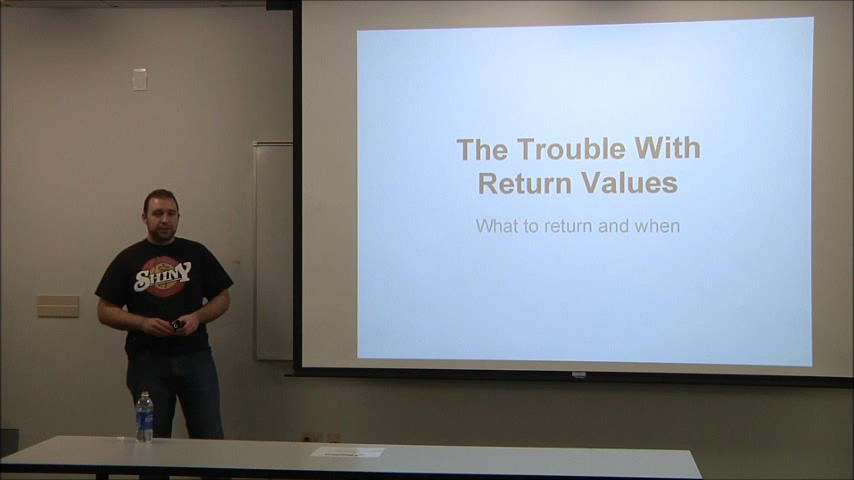 The Trouble With
Return Values
What to return and when
SHINY